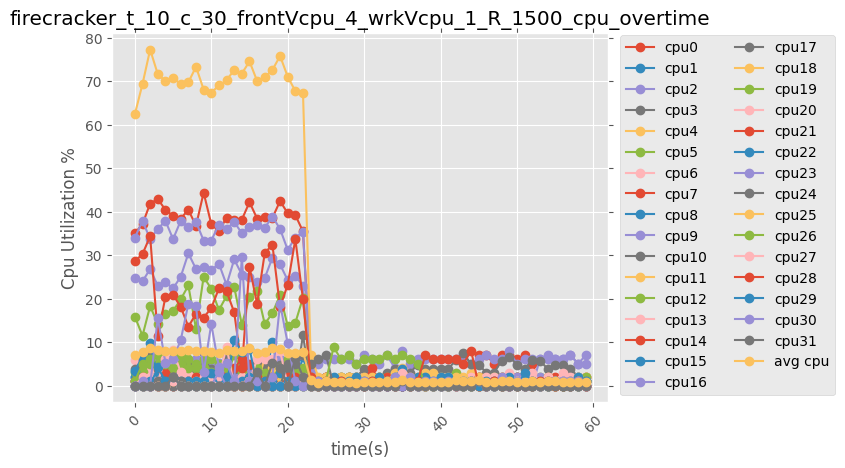 firecracker_t_10_c_30_frontVcpu_4_wrkVcpu_1_R_1500_cpu_overtime
80
70
60
50
40
30
20
10
0
Cpu Utilization %
0
10
20
30
40
50
60
time(s)
cpu0
cpu1
cpu2
cpu3
cpu4
cpu5
cpu6
cpu7
cpu8
cpu9
cpu10
cpu11
cpu12
cpu13
cpu14
cpu15
cpu16
cpu17
cpu18
cpu19
cpu20
cpu21
cpu22
cpu23
cpu24
cpu25
cpu26
cpu27
cpu28
cpu29
cpu30
cpu31
avg cpu